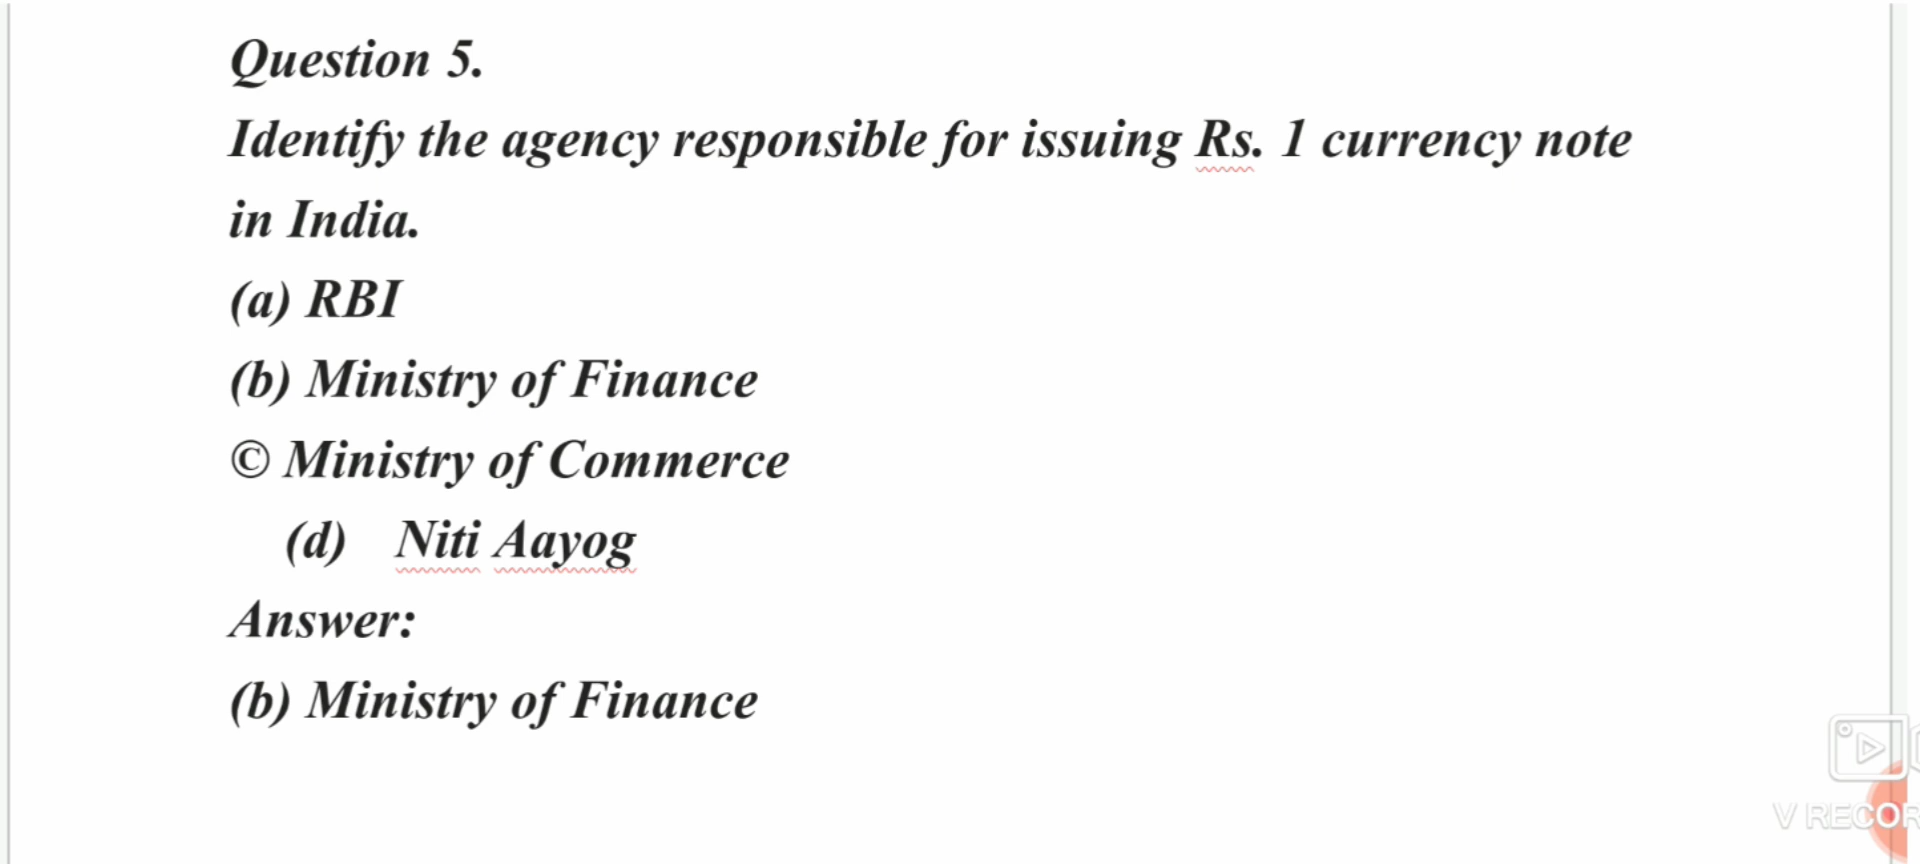 Question 5.
Identify the agency responsible for issuing Rs. 1 currency note
in India.
(a) RBI
(b) Ministry of Finance
© Ministry of Commerce
(d) Niti Aayog
Answer:
(b) Ministry of Finance
V RECOR